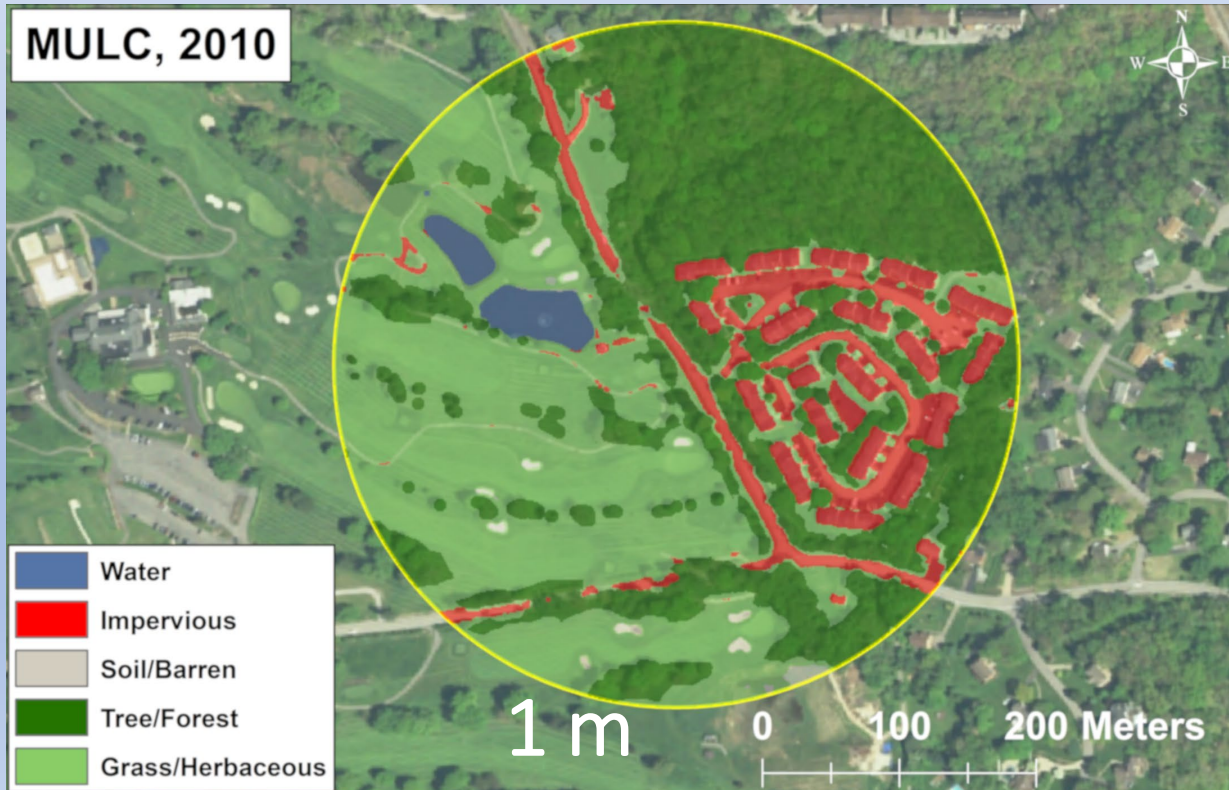 MULC, 2010
N
W E
S
Water
Impervious
Soil/Barren
Tree/Forest
Grass/Herbaceous
1 m
0 100 200 Meters